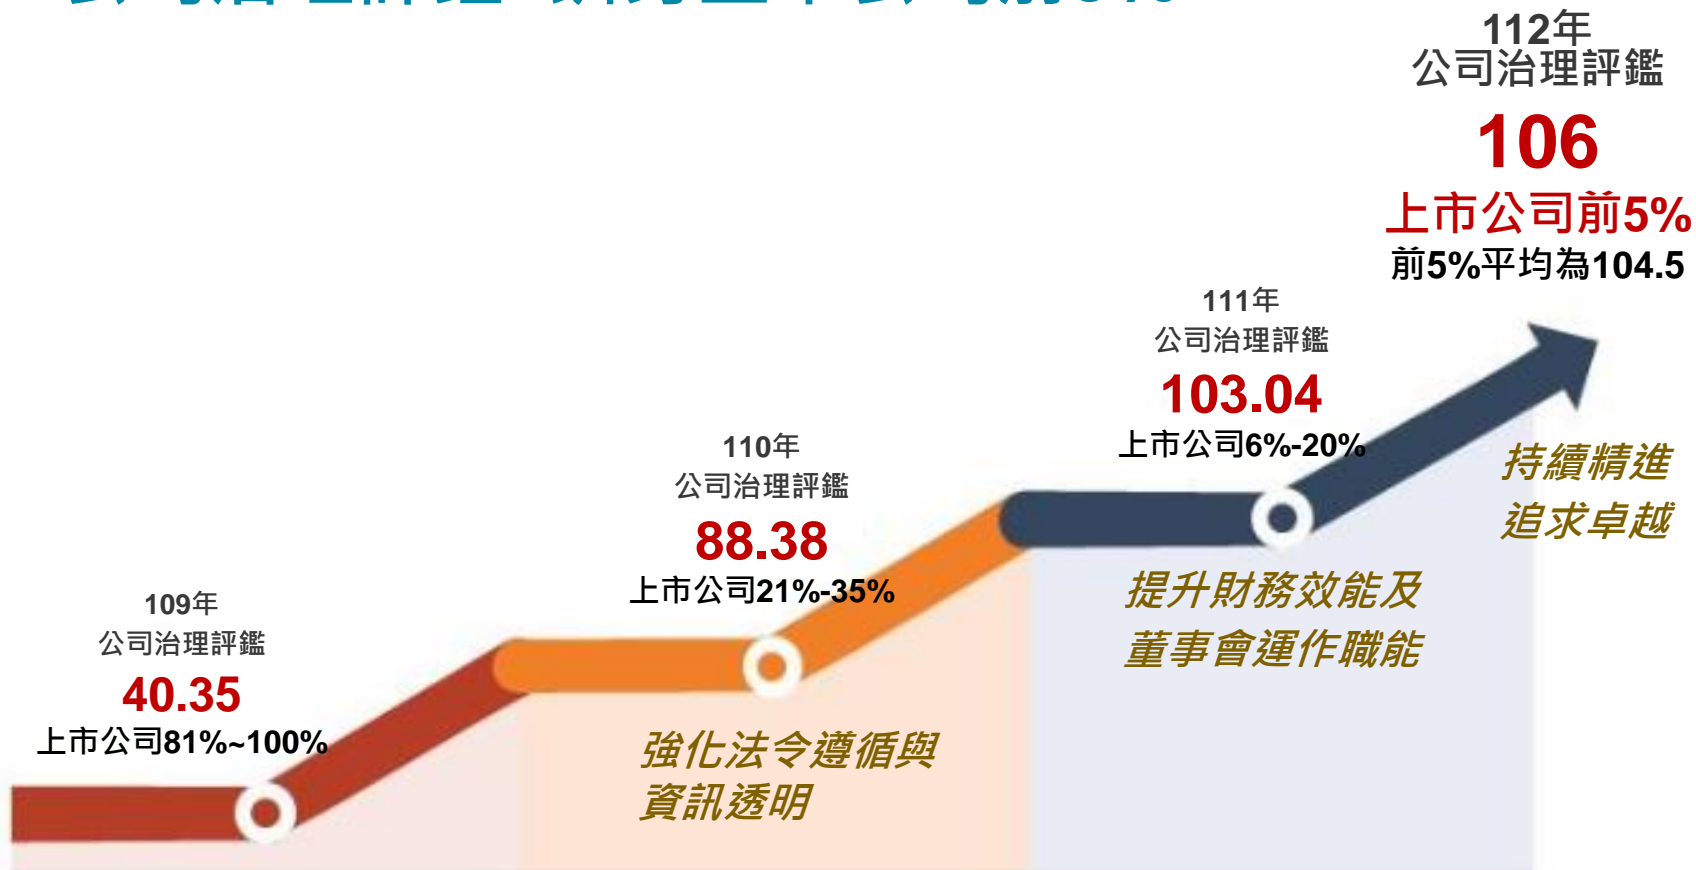 112年
公司治理評鑑
106
上市公司前5%
前5%平均為104.5
111年
公司治理評鑑
103.04
上市公司6%-20%
持續精進
追求卓越
110年
公司治理評鑑
88.38
上市公司21%-35%
提升財務效能及
董事會運作職能
109年
公司治理評鑑
40.35
上市公司81%~100%
強化法令遵循與
資訊透明